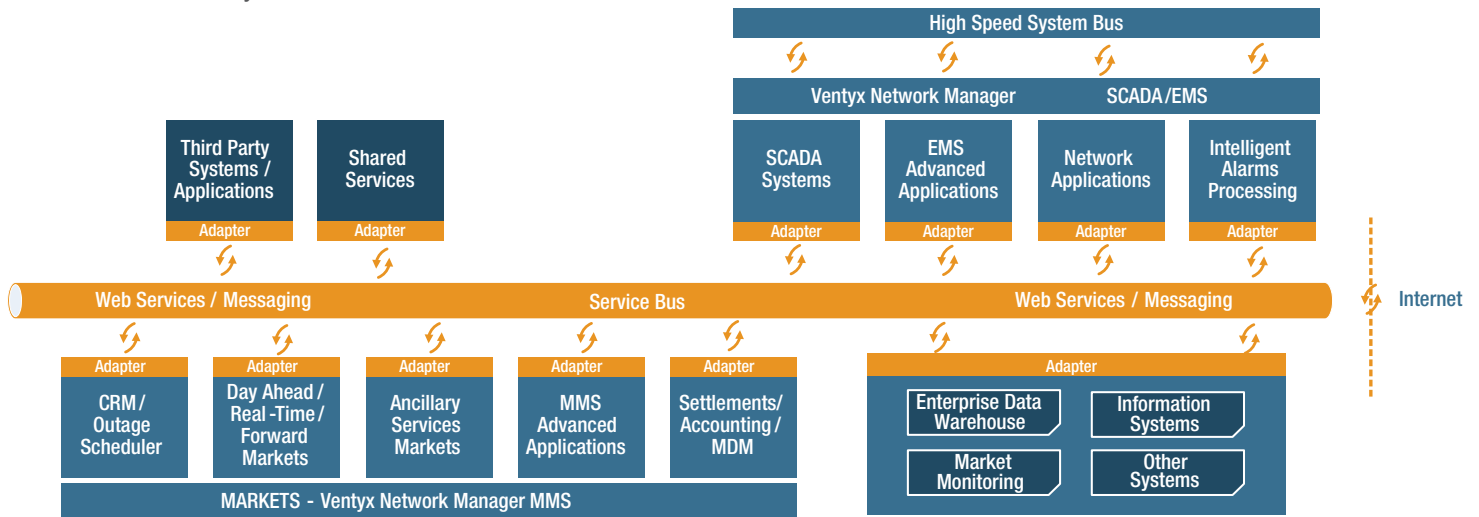 High Speed System Bus
Ventyx Network Manager SCADA/EMS
Third Party
Systems /
Applications
Adapter
Shared
Services
Adapter
SCADA
Systems
Adapter
EMS
Advanced
Applications
Adapter
Network
Applications
Adapter
Intelligent
Alarms
Processing
Adapter
Web Services / Messaging Service Bus Web Services / Messaging
Internet
Adapter
CRM /
Outage
Scheduler
Adapter
Day Ahead /
Real -Time /
Forward
Markets
Adapter
Ancillary
Services
Markets
Adapter
MMS
Advanced
Applications
Adapter
Settlements/
Accounting /
MDM
MARKETS - Ventyx Network Manager MMS
Adapter
Enterprise Data
Warehouse
Information
Systems
Market
Monitoring
Other
Systems